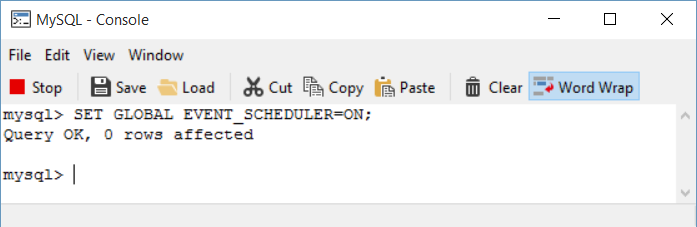 MySQL - Console
File Edit View Window
Stop Save Load Cut Copy Paste Clear Word Wrap
mysql> SET GLOBAL EVENT_SCHEDULER=ON;
Query OK, 0 rows affected
mysql>